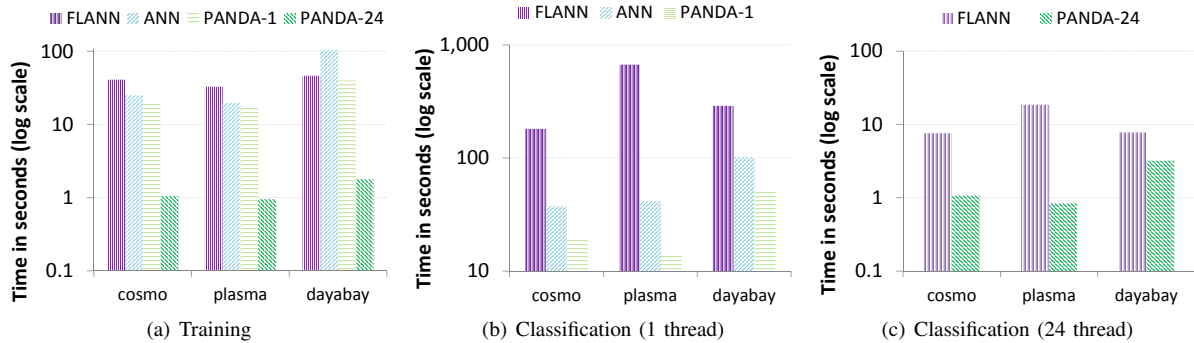 FLANN ANN PANDA-1 PANDA-24
Time in seconds (log scale)
100
10
1
0.1
cosmo plasma dayabay
(a) Training
FLANN ANN PANDA-1
Time in seconds (log scale)
1,000
100
10
cosmo plasma dayabay
(b) Classification (1 thread)
FLANN PANDA-24
Time in seconds (log scale)
100
10
1
0.1
cosmo plasma dayabay
(c) Classification (24 thread)